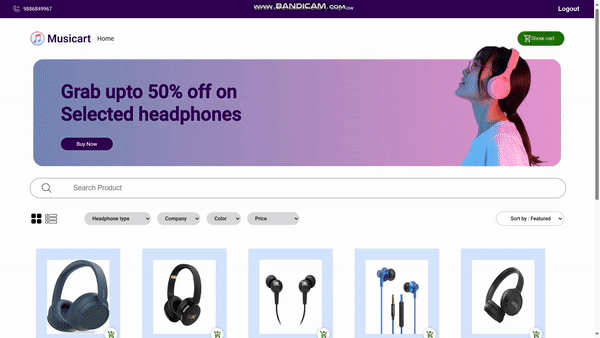 9886849967
www.BANDICAM.com
now
Logout
Musicart
Home
Show cart
Grab upto 50% off on
Selected headphones
Buy Now
Search Product
Headphone type
Company
Color
Price
Sort by : Featured